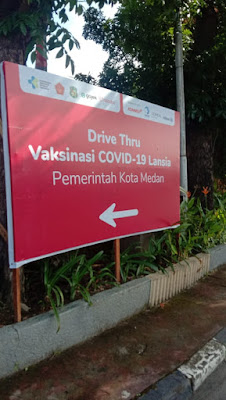 Drive Thru
Vaksinasi COVID-19 Lansia
Pemerintah Kota Medan